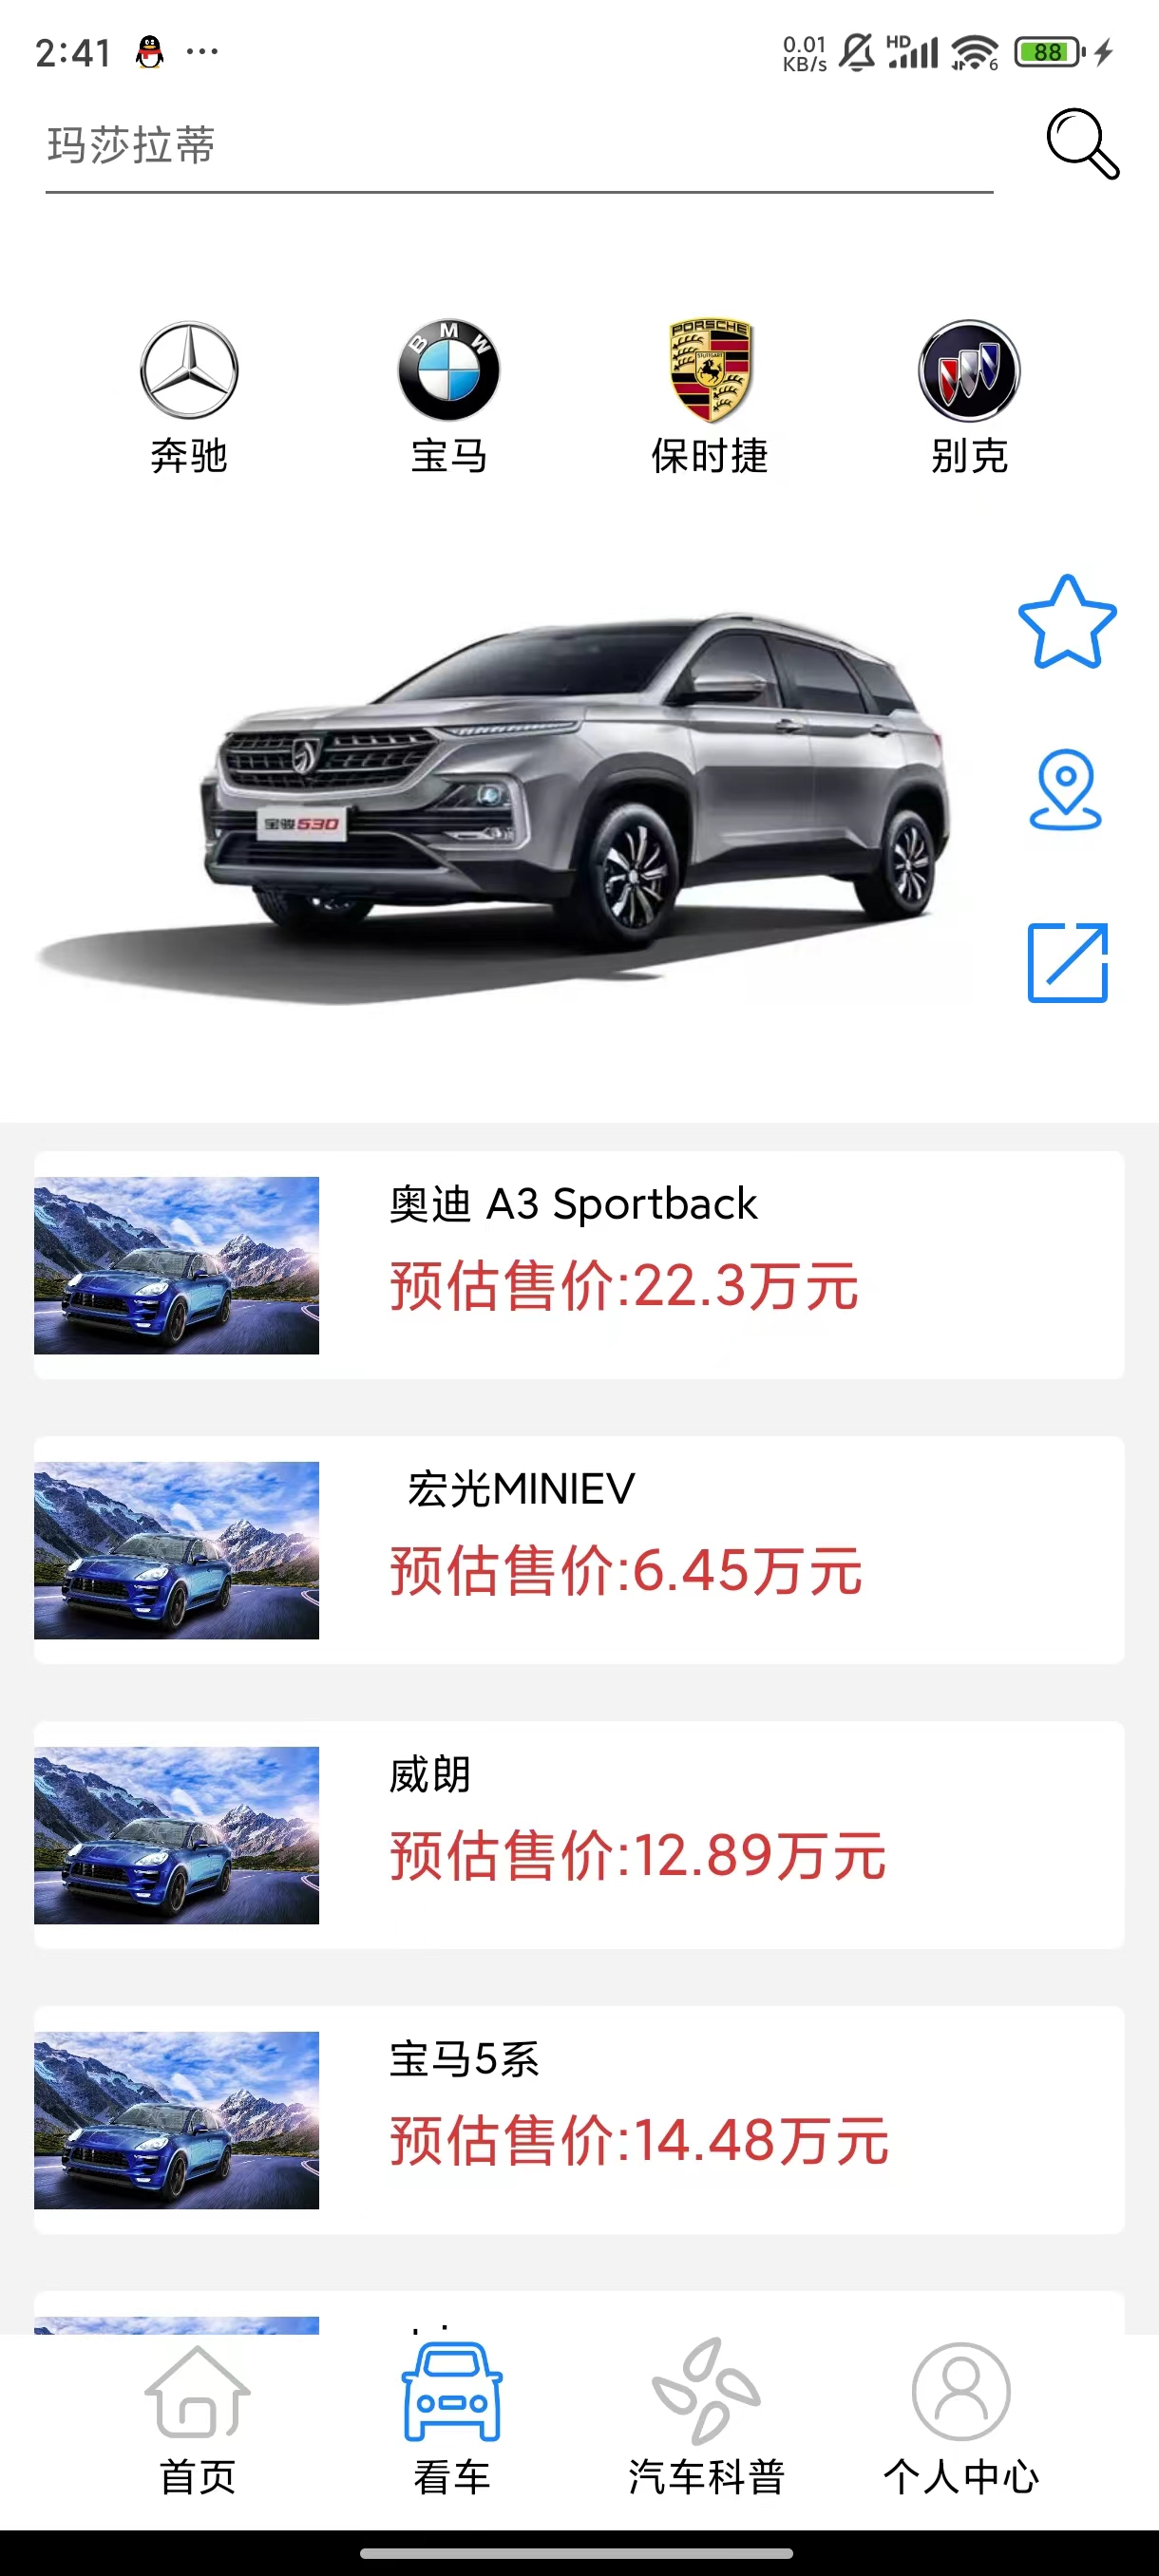 2:41
0.01
KB/s
HD
6
88
玛莎拉蒂
BMW
PORSCHE
STUTTGART
奔驰
宝马
保时捷
别克
宝骏530
奥迪 A3 Sportback
预估售价:22.3万元
宏光MINIEV
预估售价:6.45万元
威朗
预估售价:12.89万元
宝马5系
预估售价:14.48万元
首页
看车
汽车科普
个人中心